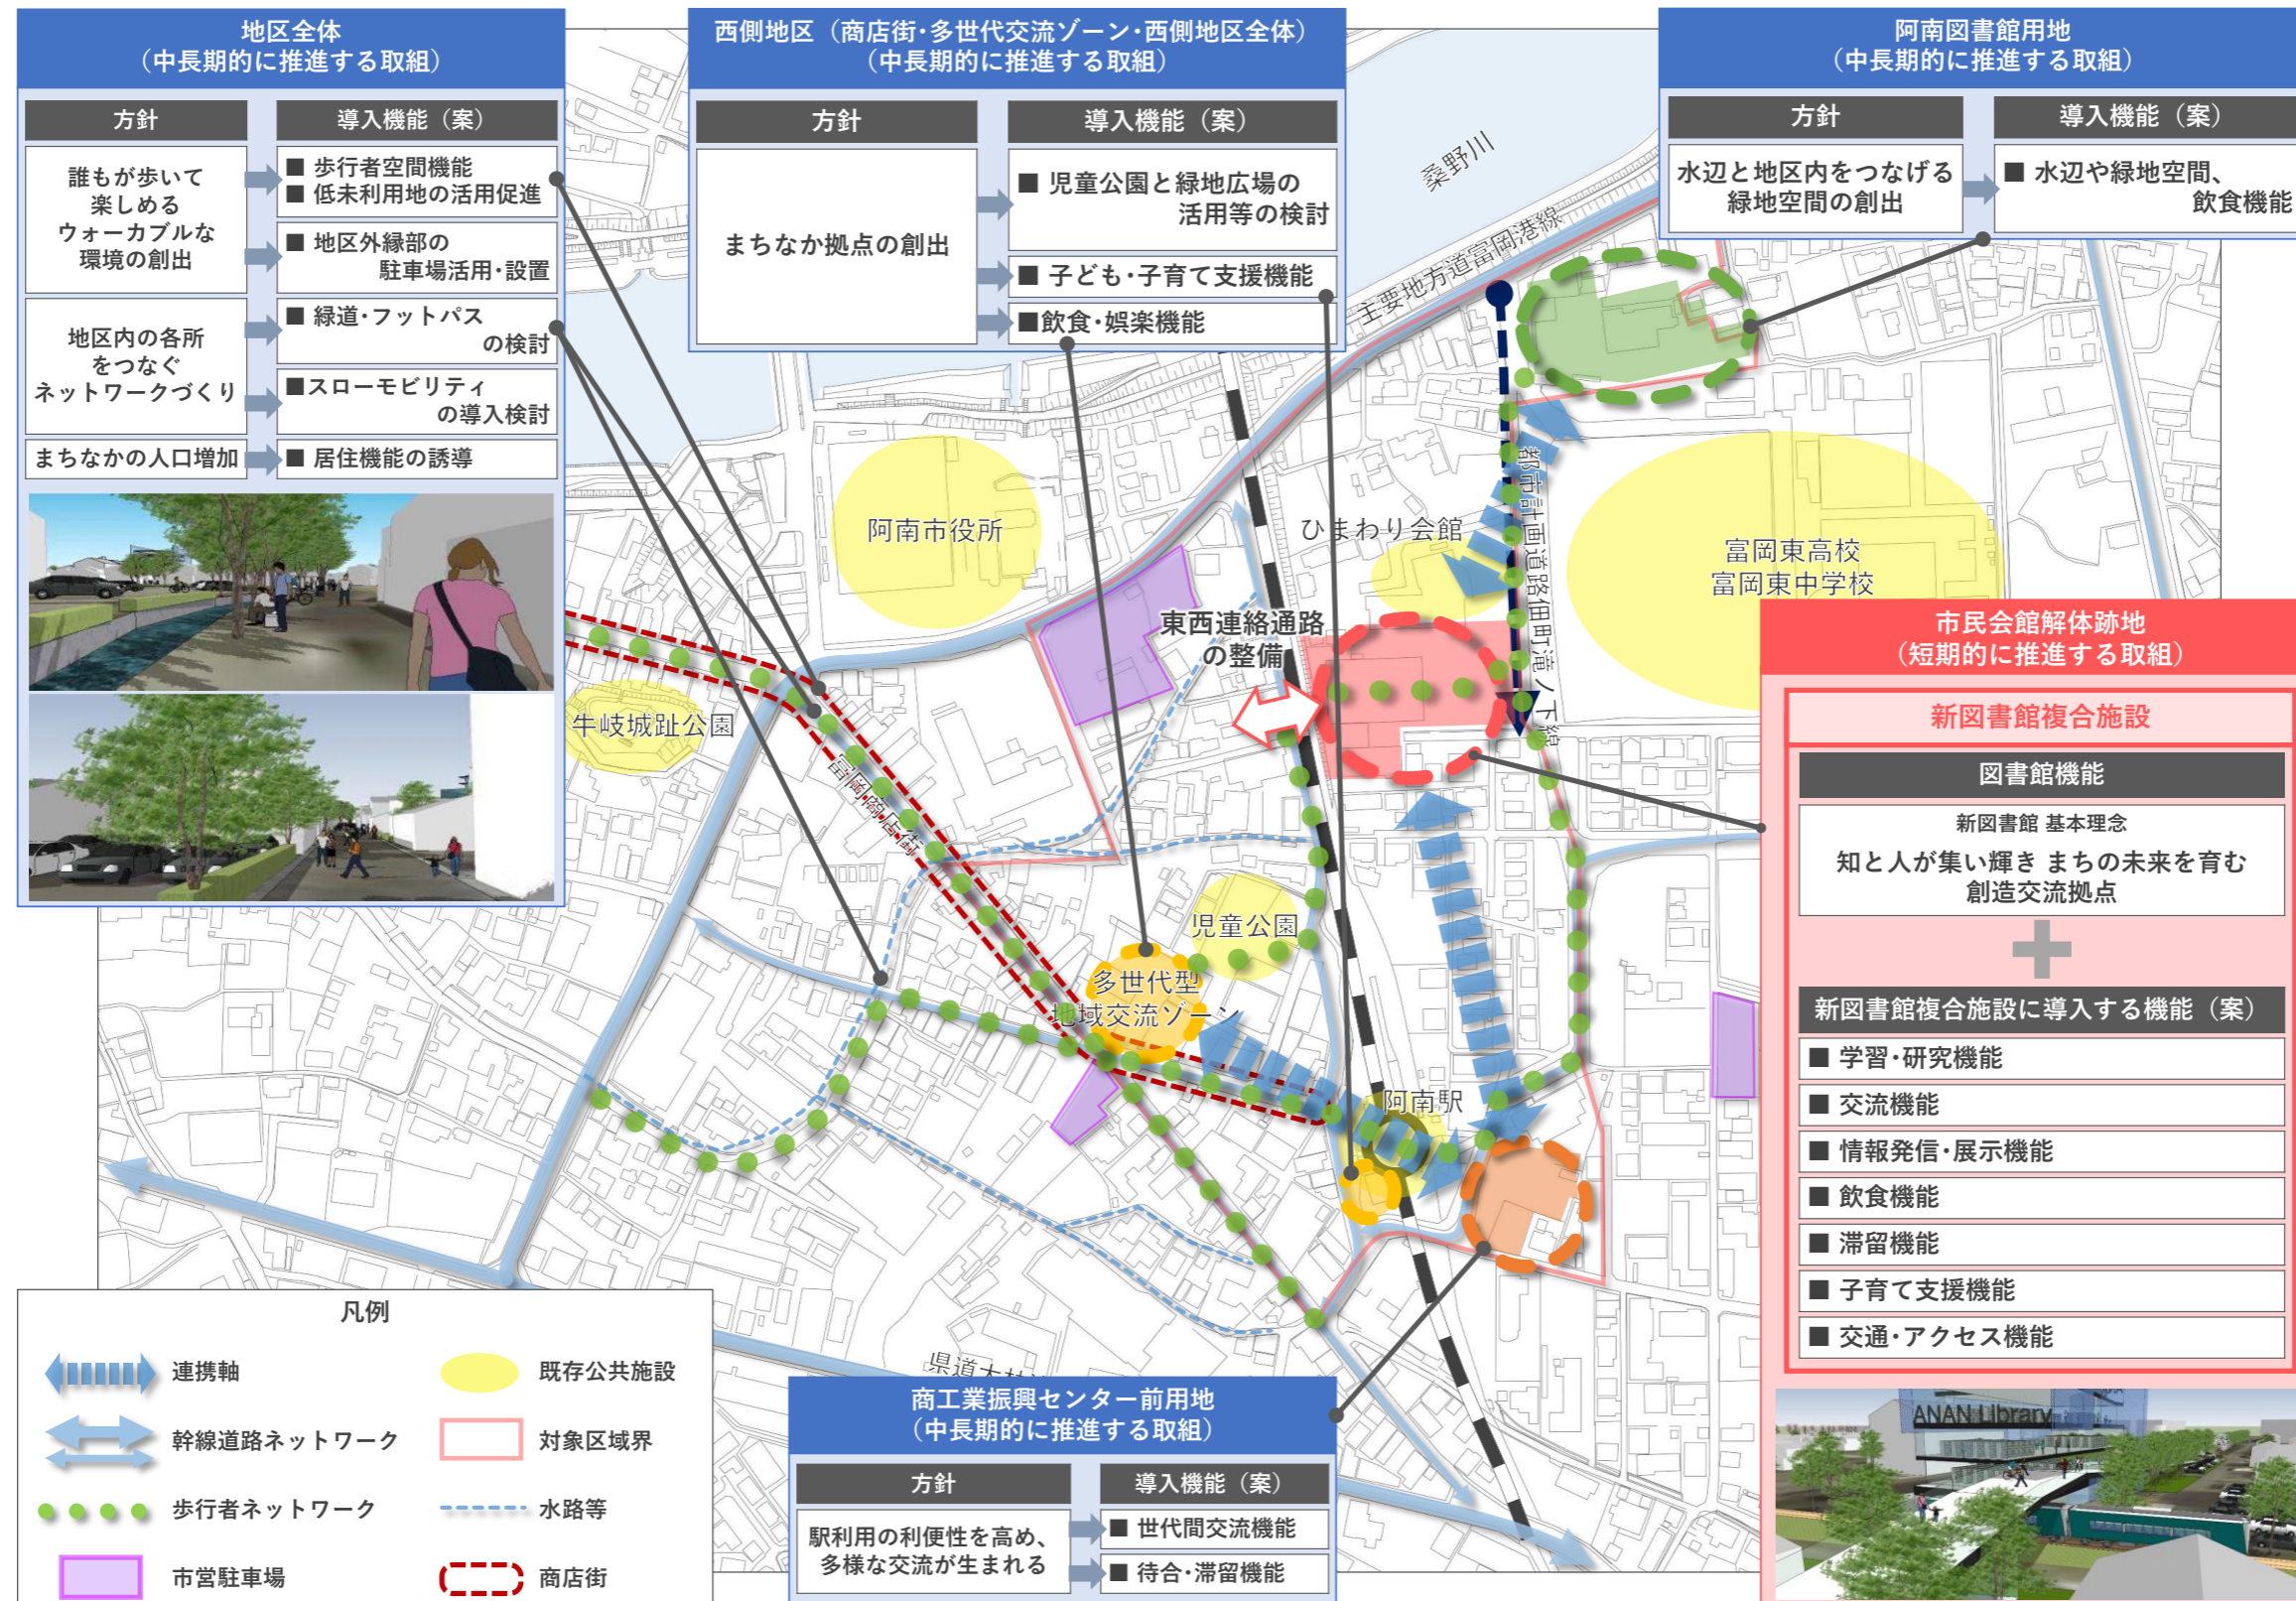 地区全体
（中長期的に推進する取組）
方針
導入機能（案）
誰もが歩いて
楽しめる
ウォーカブルな
環境の創出
■ 歩行者空間機能
■ 低未利用地の活用促進
■ 地区外縁部の
駐車場活用・設置
地区内の各所
をつなぐ
ネットワークづくり
■ 緑道・フットパス
の検討
■スローモビリティ
の導入検討
まちなかの人口増加
■ 居住機能の誘導
西側地区（商店街・多世代交流ゾーン・西側地区全体）
（中長期的に推進する取組）
方針
導入機能（案）
まちなか拠点の創出
■ 児童公園と緑地広場の
活用等の検討
■ 子ども・子育て支援機能
■飲食・娯楽機能
阿南図書館用地
（中長期的に推進する取組）
方針
導入機能（案）
水辺と地区内をつなげる
緑地空間の創出
■ 水辺や緑地空間、
飲食機能
桑野川
主要地方道富岡港線
都市計画道路佃町滝ノ下線
阿南市役所
ひまわり会館
富岡東高校
富岡東中学校
東西連絡通路
の整備
牛岐城趾公園
富岡商店街
児童公園
多世代型
地域交流ゾーン
阿南駅
市民会館解体跡地
（短期的に推進する取組）
新図書館複合施設
図書館機能
新図書館 基本理念
知と人が集い輝き まちの未来を育む
創造交流拠点
新図書館複合施設に導入する機能（案）
■ 学習・研究機能
■ 交流機能
■ 情報発信・展示機能
■ 飲食機能
■ 滞留機能
■ 子育て支援機能
■ 交通・アクセス機能
ANAN Library
県道大林
商工業振興センター前用地
（中長期的に推進する取組）
方針
導入機能（案）
駅利用の利便性を高め、
多様な交流が生まれる
■ 世代間交流機能
■ 待合・滞留機能
凡例
連携軸
既存公共施設
幹線道路ネットワーク
対象区域界
歩行者ネットワーク
水路等
市営駐車場
商店街